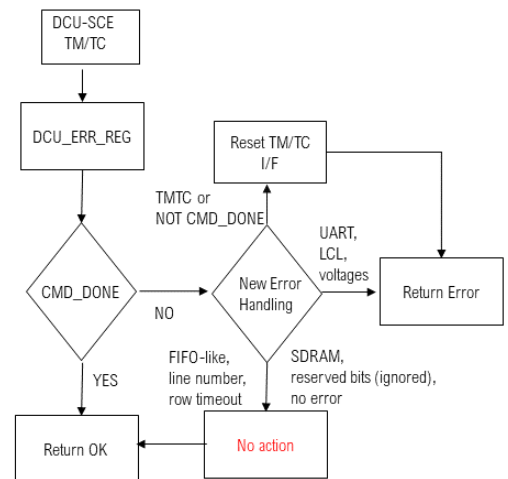 DCU-SCE
TM/TC
DCU_ERR_REG
Reset TM/TC
I/F
TMTC or
NOT CMD_DONE
UART,
LCL,
voltages
CMD_DONE
NO
New Error
Handling
Return Error
YES
FIFO-like,
line number,
row timeout
SDRAM,
reserved bits (ignored),
no error
Return OK
No action